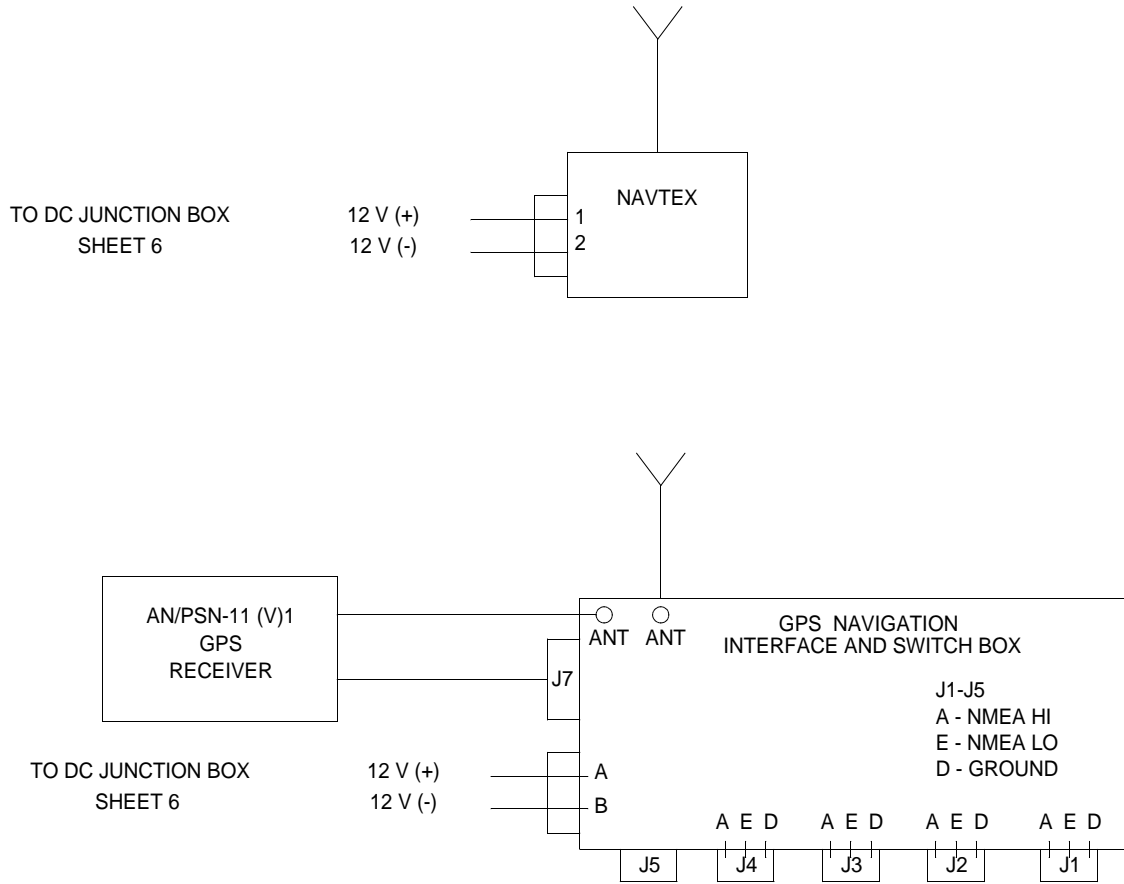 NAVTEX
TO DC JUNCTION BOX 12 V (+) 1
SHEET 6 12 V (-) 2
AN/PSN-11 (V)1
GPS
RECEIVER
ANT ANT
GPS NAVIGATION
INTERFACE AND SWITCH BOX
J7
J1-J5
A - NMEA HI
E - NMEA LO
D - GROUND
TO DC JUNCTION BOX 12 V (+) A
SHEET 6 12 V (-) B
A E D A E D A E D A E D
J5 J4 J3 J2 J1